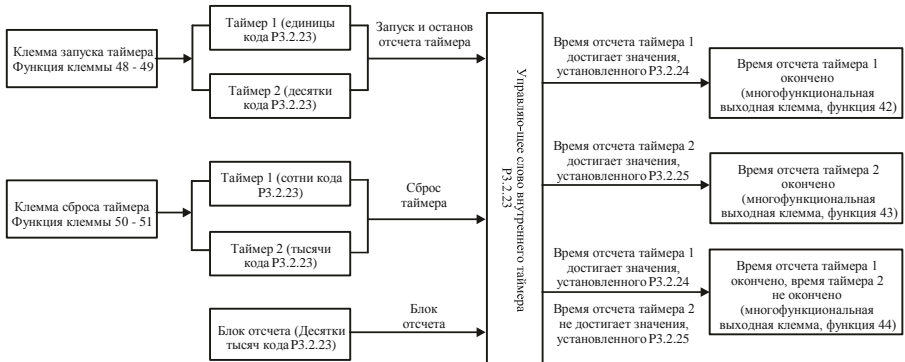 Клемма запуска таймера
Функция клеммы 48 - 49
Таймер 1 (единицы
кода P3.2.23)
Таймер 2 (десятки
кода P3.2.23)
Запуск и останов
отсчета таймера
Клемма сброса таймера
Функция клеммы 50 - 51
Таймер 1 (сотни кода
P3.2.23)
Таймер 2 (тысячи
кода P3.2.23)
Сброс
таймера
Блок отсчета (Десятки
тысяч кода P3.2.23)
Блок
отсчета
Управляю-щее слово внутреннего таймера
P3.2.23
Время отсчета таймера 1
достигает значения,
установленного P3.2.24
Время отсчета таймера 1
окончено
(многофункциональная
выходная клемма, функция 42)
Время отсчета таймера 2
достигает значения,
установленного P3.2.25
Время отсчета таймера 2
окончено
(многофункциональная
выходная клемма, функция 43)
Время отсчета таймера 1
достигает значения,
установленного P3.2.24
Время отсчета таймера 2
не достигает значения,
установленного P3.2.25
Время отсчета таймера 1
окончено, время таймера 2
не окончено
(многофункциональная
выходная клемма, функция 44)